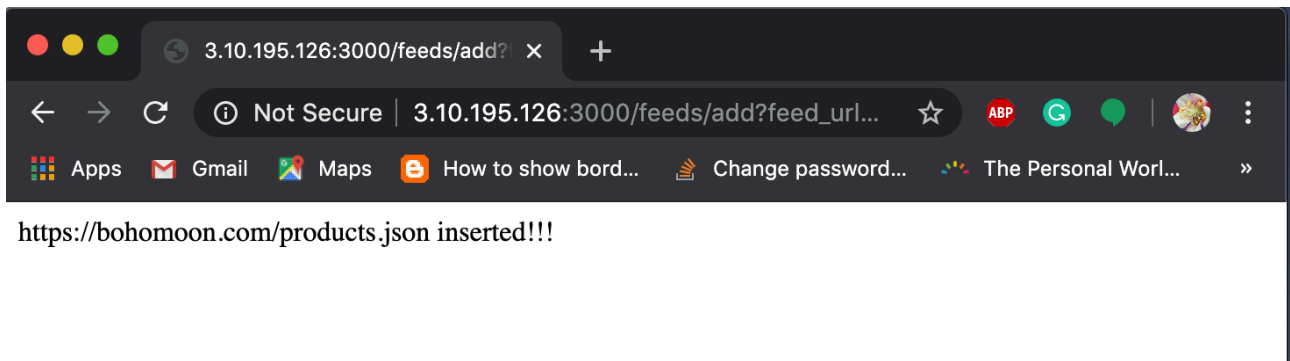 3.10.195.126:3000/feeds/add?
Not Secure | 3.10.195.126:3000/feeds/add?feed_url...
ABP
G
Apps
Gmail
Maps
How to show bord...
Change password...
The Personal Worl...
»
https://bohomoon.com/products.json inserted!!!